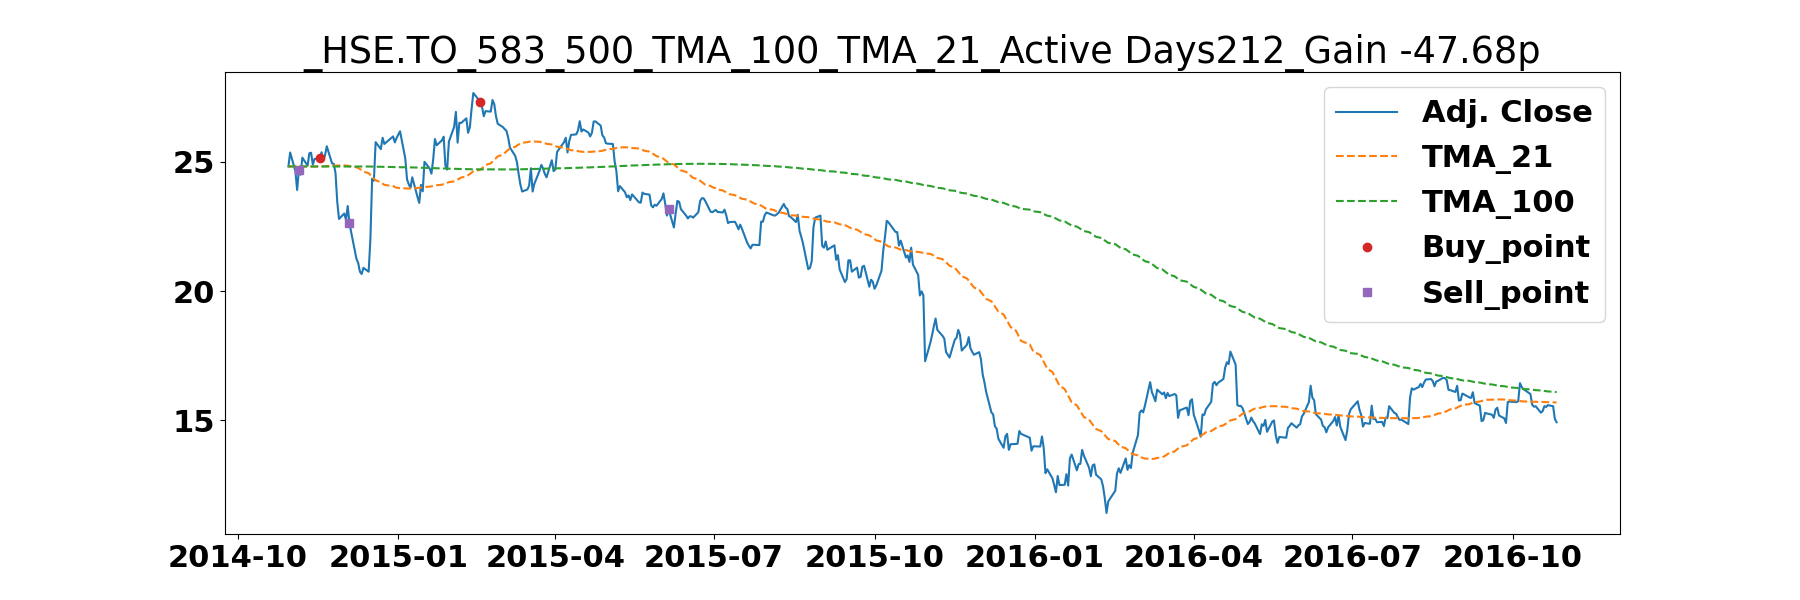 _HSE.TO_583_500_TMA_100_TMA_21_Active Days212_Gain -47.68p
Adj. Close
TMA_21
TMA_100
Buy_point
Sell_point
25
20
15
2014-10 2015-01 2015-04 2015-07 2015-10 2016-01 2016-04 2016-07 2016-10